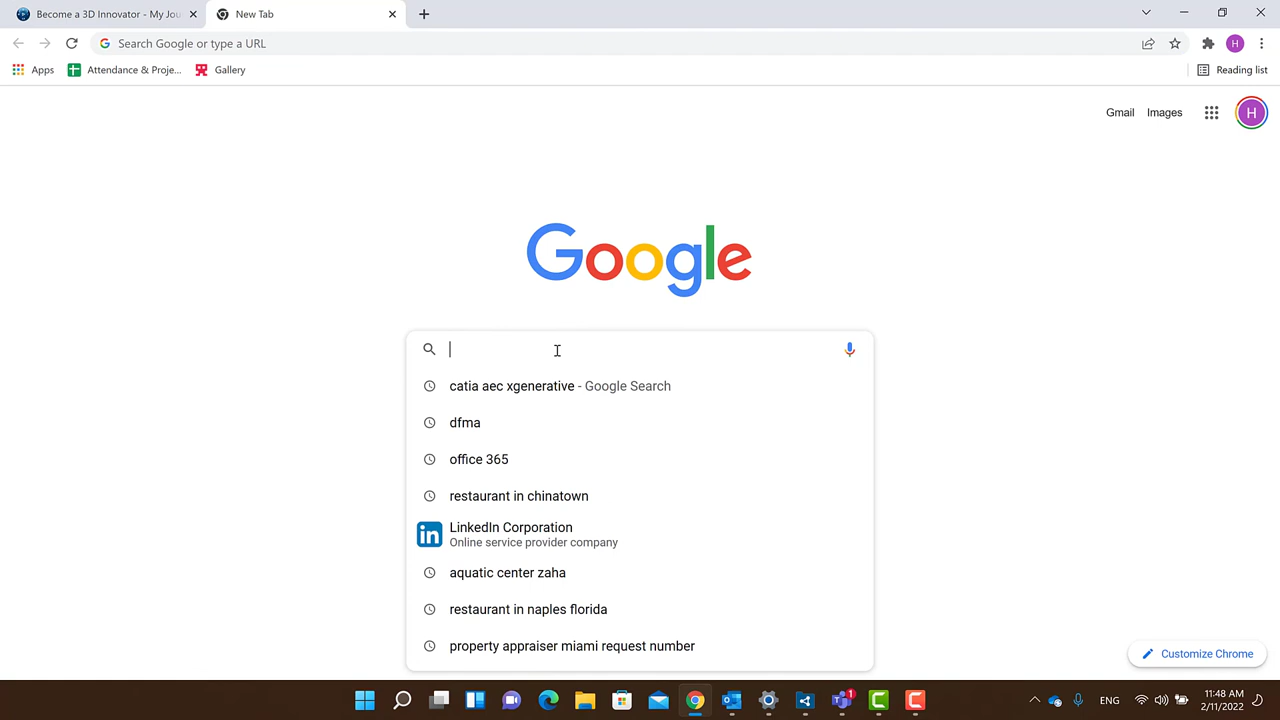 Become a 3D Innovator - My Jou
New Tab
Search Google or type a URL
H
Apps
Attendance & Proje...
Gallery
Reading list
Gmail
Images
H
Google
catia aec xgenerative - Google Search
dfma
office 365
restaurant in chinatown
in
LinkedIn Corporation
Online service provider company
aquatic center zaha
restaurant in naples florida
property appraiser miami request number
Customize Chrome
1
ENG
11:48 AM
2/11/2022